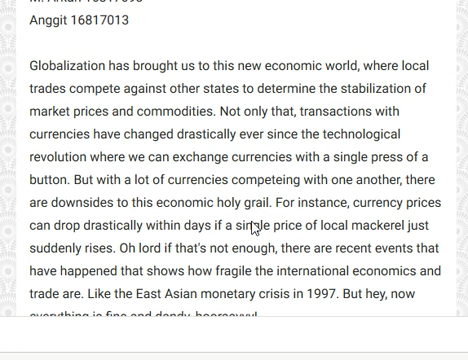 Anggit 16817013
Globalization has brought us to this new economic world, where local
trades compete against other states to determine the stabilization of
market prices and commodities. Not only that, transactions with
currencies have changed drastically ever since the technological
revolution where we can exchange currencies with a single press of a
button. But with a lot of currencies competeing with one another, there
are downsides to this economic holy grail. For instance, currency prices
can drop drastically within days if a single price of local mackerel just
suddenly rises. Oh lord if that's not enough, there are recent events that
have happened that shows how fragile the international economics and
trade are. Like the East Asian monetary crisis in 1997. But hey, now
everything is fine and dandy,